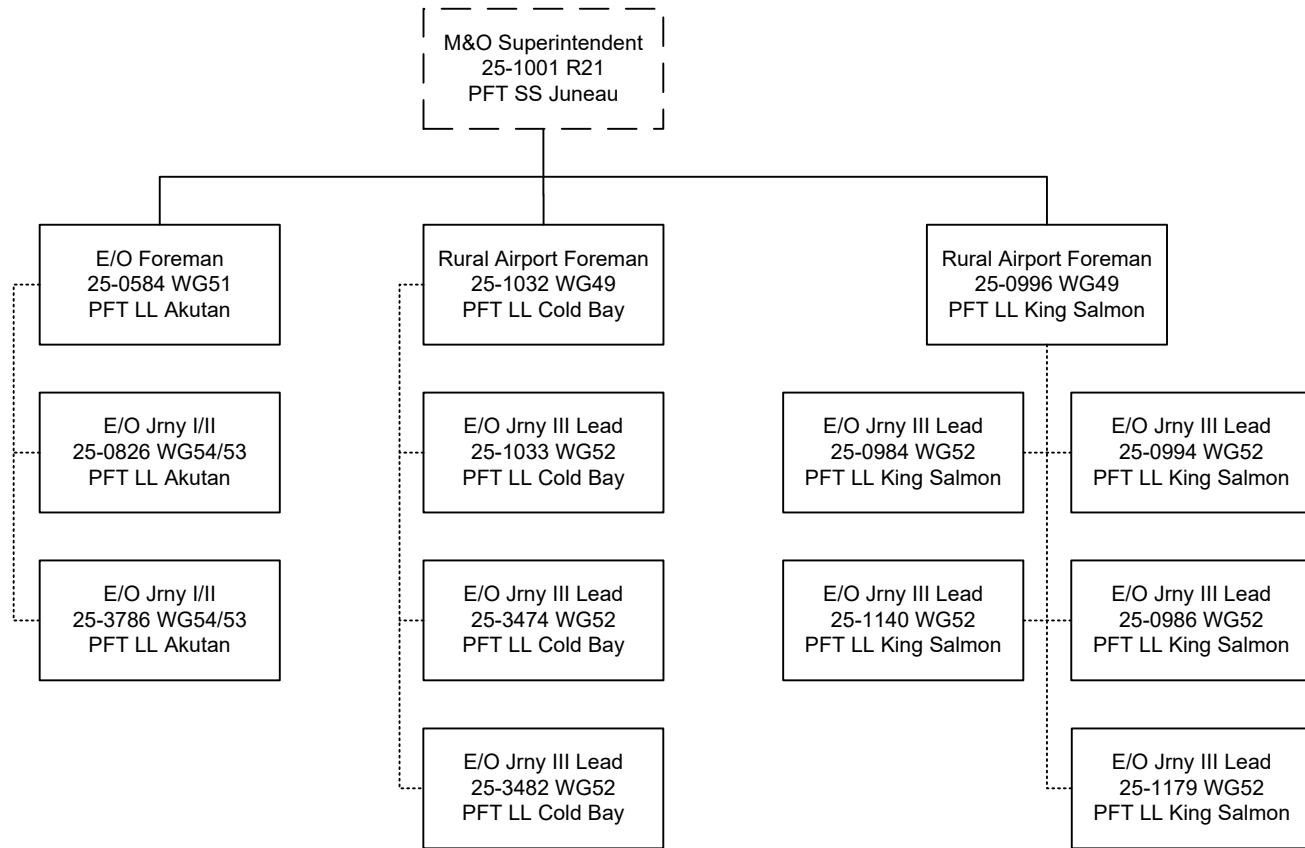 M&O Superintendent
25-1001 R21
PFT SS Juneau
E/O Foreman
25-0584 WG51
PFT LL Akutan
Rural Airport Foreman
25-1032 WG49
PFT LL Cold Bay
Rural Airport Foreman
25-0996 WG49
PFT LL King Salmon
E/O Jrny I/II
25-0826 WG54/53
PFT LL Akutan
E/O Jrny III Lead
25-1033 WG52
PFT LL Cold Bay
E/O Jrny III Lead
25-0984 WG52
PFT LL King Salmon
E/O Jrny III Lead
25-0994 WG52
PFT LL King Salmon
E/O Jrny I/II
25-3786 WG54/53
PFT LL Akutan
E/O Jrny III Lead
25-3474 WG52
PFT LL Cold Bay
E/O Jrny III Lead
25-1140 WG52
PFT LL King Salmon
E/O Jrny III Lead
25-0986 WG52
PFT LL King Salmon
E/O Jrny III Lead
25-3482 WG52
PFT LL Cold Bay
E/O Jrny III Lead
25-1179 WG52
PFT LL King Salmon